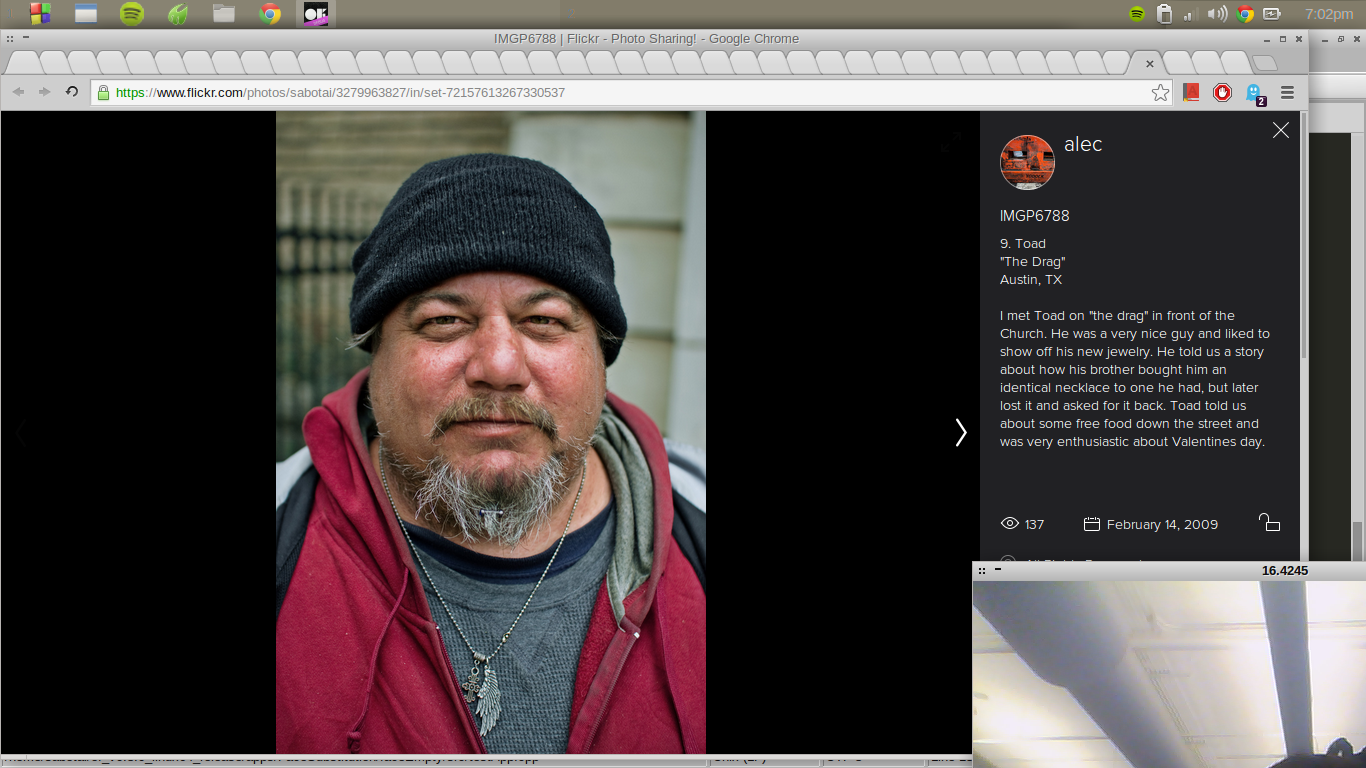 7:02pm
IMGP6788 | Flickr - Photo Sharing! - Google Chrome
https://www.flickr.com/photos/sabotai/3279963827/in/set-72157613267330537
2
alec
IMGP6788
9. Toad
"The Drag"
Austin, TX
I met Toad on "the drag" in front of the
Church. He was a very nice guy and liked to
show off his new jewelry. He told us a story
about how his brother bought him an
identical necklace to one he had, but later
lost it and asked for it back. Toad told us
about some free food down the street and
was very enthusiastic about Valentines day.
137
February 14, 2009
16.4245